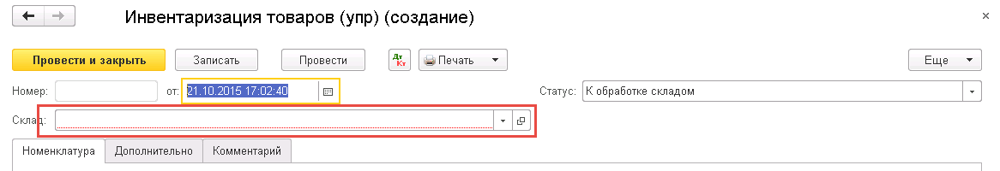 Инвентаризация товаров (упр) (создание)
Провести и закрыть Записать Провести Дт Кт Печать Еще
Номер: от: 21.10.2015 17:02:40 Статус: К обработке складом
Склад:
Номенклатура Дополнительно Комментарий